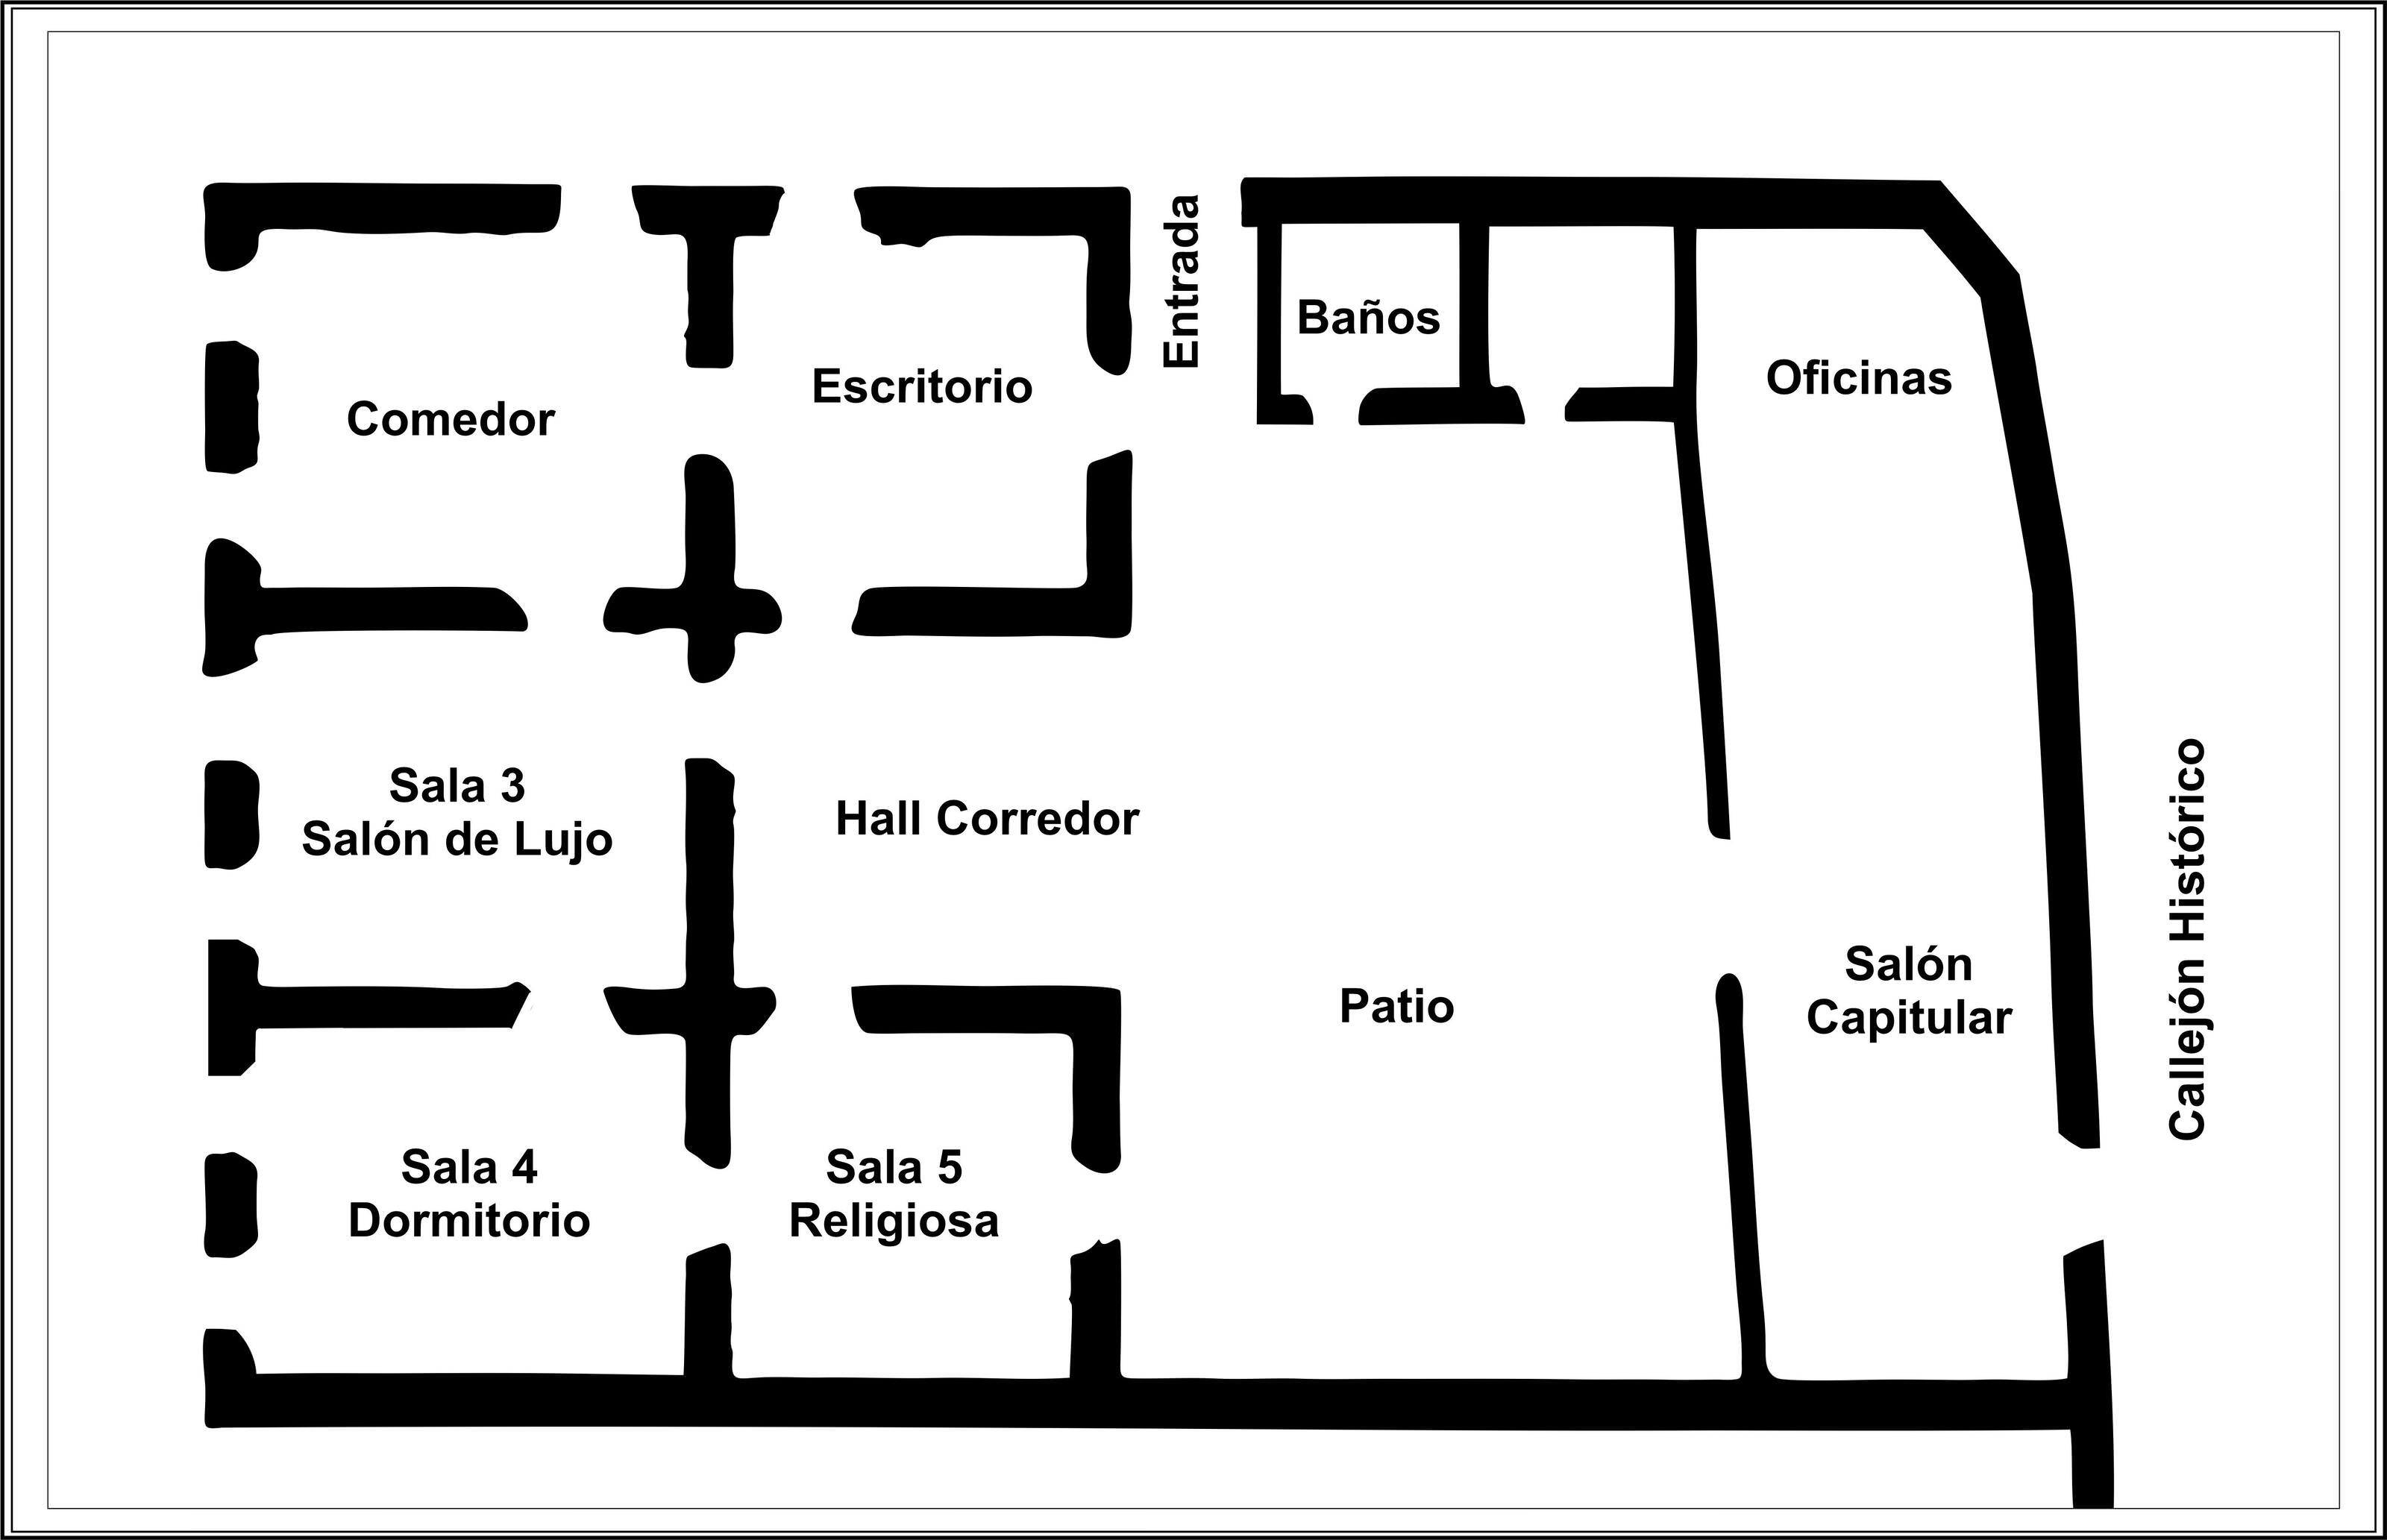 Entrada
Baños
Oficinas
Escritorio
Comedor
Sala 3
Salón de Lujo
Hall Corredor
Callejón Histórico
Salón
Capitular
Patio
Sala 4
Dormitorio
Sala 5
Religiosa